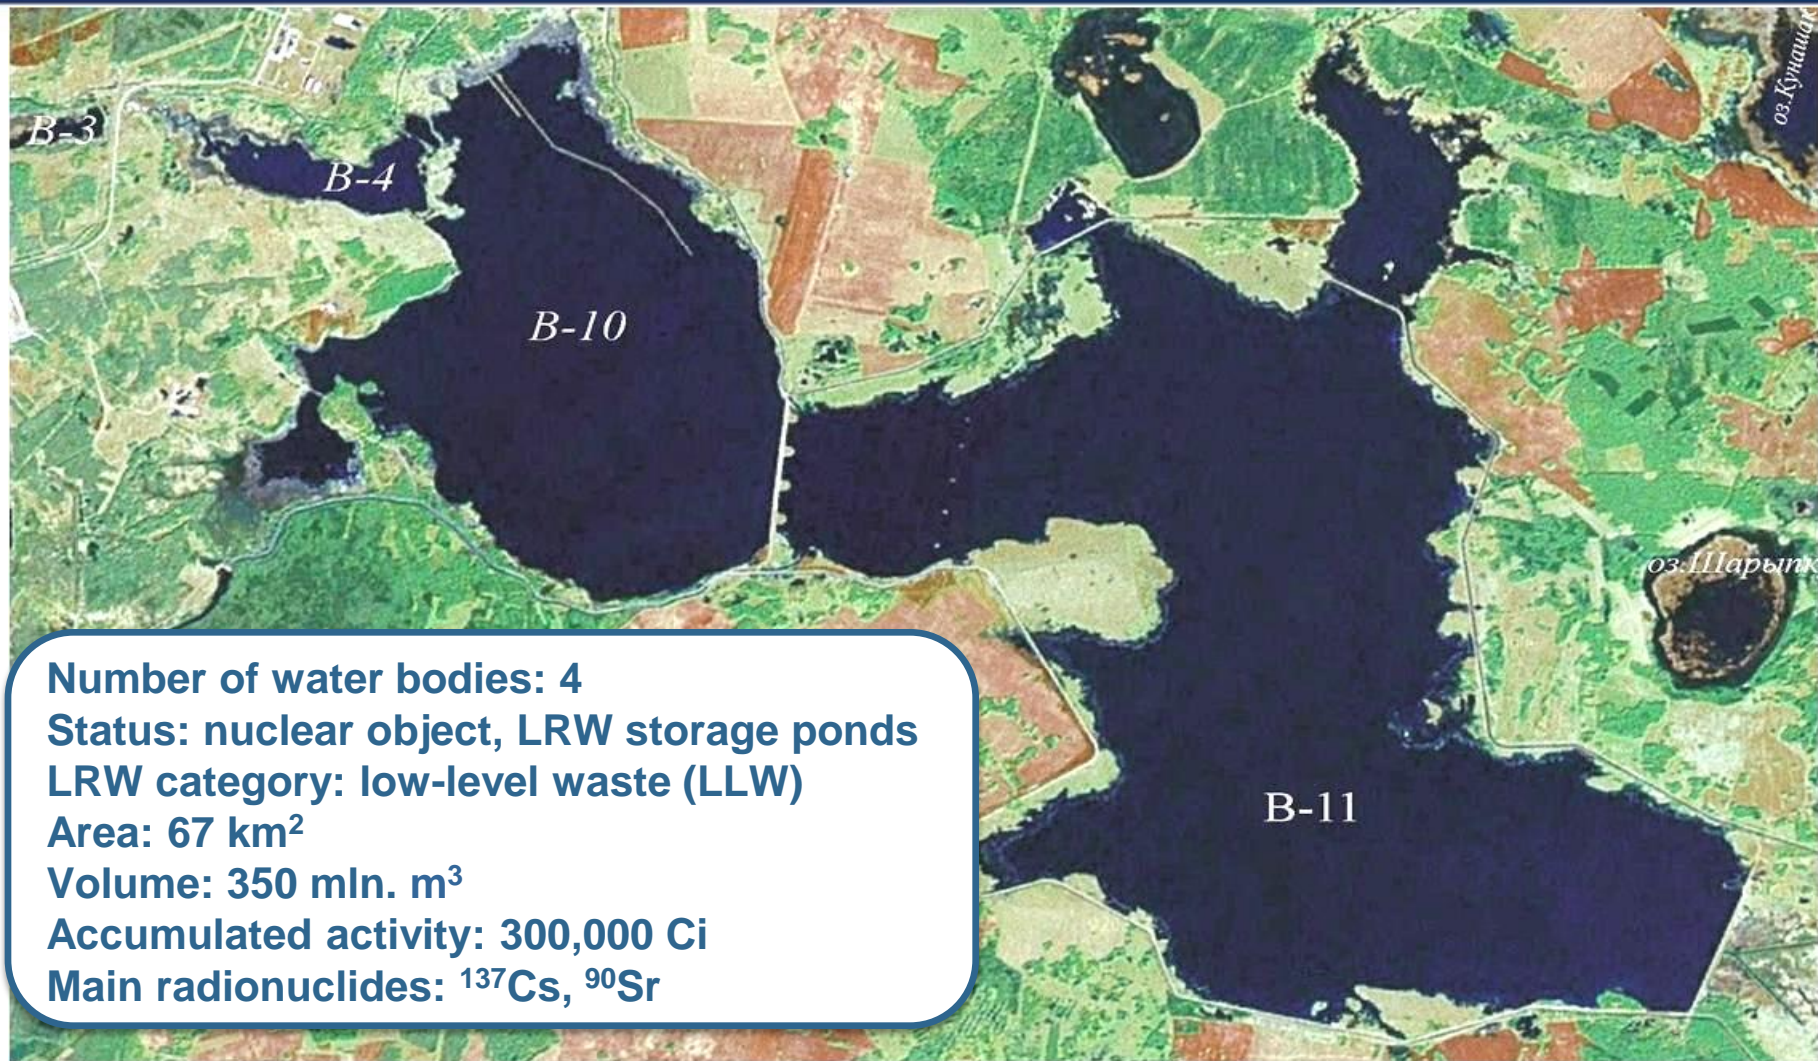 оз.Кунашак
B-3
B-4
B-10
оз.Шарыпк
B-11
Number of water bodies: 4
Status: nuclear object, LRW storage ponds
LRW category: low-level waste (LLW)
Area: 67 km²
Volume: 350 mln. m³
Accumulated activity: 300,000 Ci
Main radionuclides: ¹³⁷Cs, ⁹⁰Sr